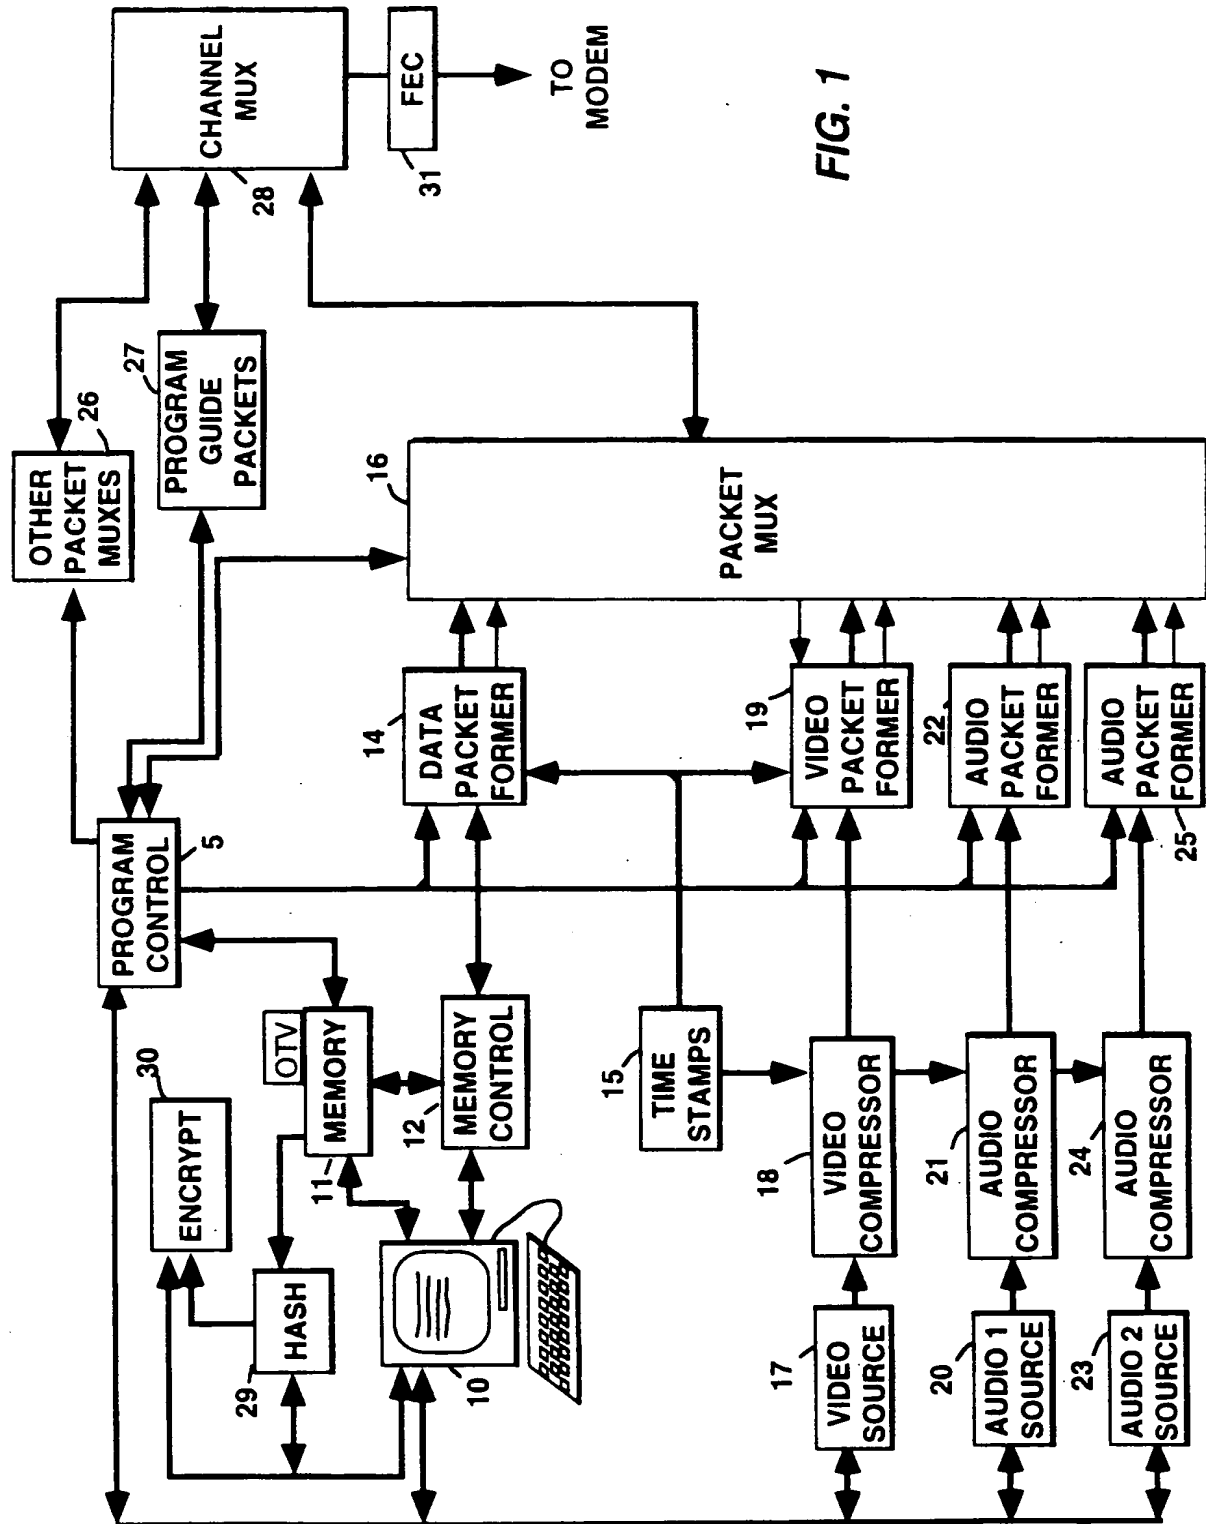 CHANNEL
MUX
28
FEC
31
TO
MODEM
FIG. 1
OTHER
PACKET
MUXES
26
PROGRAM
GUIDE
PACKETS
27
PACKET
MUX
16
DATA
PACKET
FORMER
14
VIDEO
PACKET
FORMER
19
AUDIO
PACKET
FORMER
22
AUDIO
PACKET
FORMER
25
PROGRAM
CONTROL
5
ENCRYPT
30
OTV
MEMORY
11
MEMORY
CONTROL
12
TIME
STAMPS
15
HASH
29
10
VIDEO
COMPRESSOR
18
AUDIO
COMPRESSOR
21
AUDIO
COMPRESSOR
24
VIDEO
SOURCE
17
AUDIO 1
SOURCE
20
AUDIO 2
SOURCE
23